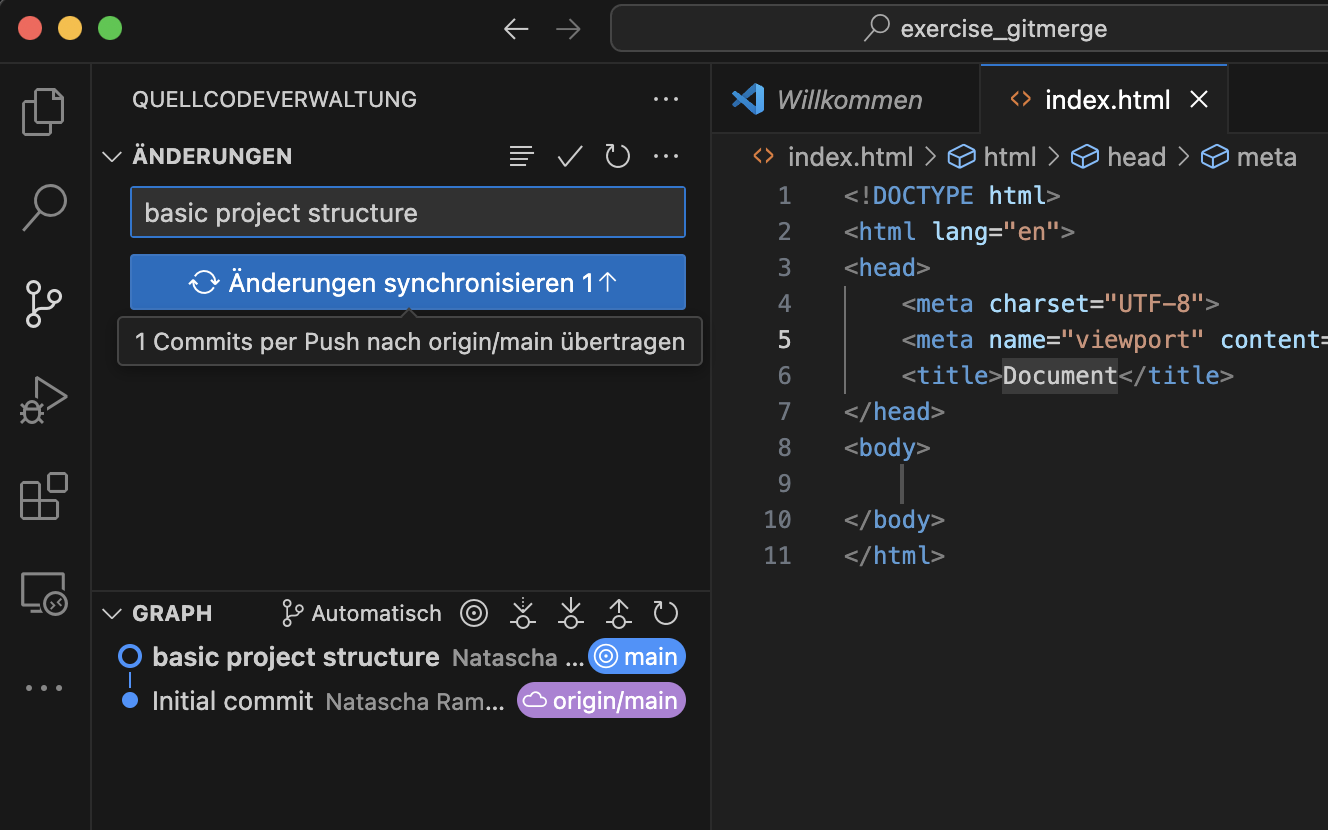 exercise_gitmerge
QUELLCODEVERWALTUNG
ÄNDERUNGEN
basic project structure
Änderungen synchronisieren 1↑
1 Commits per Push nach origin/main übertragen
GRAPH Automatisch
basic project structure Natascha ... main
Initial commit Natascha Ram... origin/main
Willkommen index.html
index.html > html > head > meta
1 <!DOCTYPE html>
2 <html lang="en">
3 <head>
4 <meta charset="UTF-8">
5 <meta name="viewport" content=
6 <title>Document</title>
7 </head>
8 <body>
9
10 </body>
11 </html>